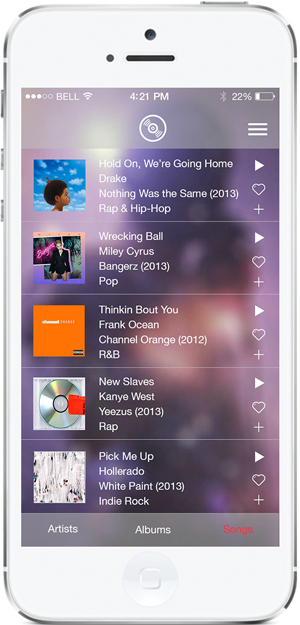 BELL 4:21 PM 22%
Hold On, We're Going Home
Drake
Nothing Was the Same (2013)
Rap & Hip-Hop
Wrecking Ball
Miley Cyrus
Bangerz (2013)
Pop
Thinkin Bout You
Frank Ocean
Channel Orange (2012)
R&B
New Slaves
Kanye West
Yeezus (2013)
Rap
Pick Me Up
Hollerado
White Paint (2013)
Indie Rock
Artists Albums Songs